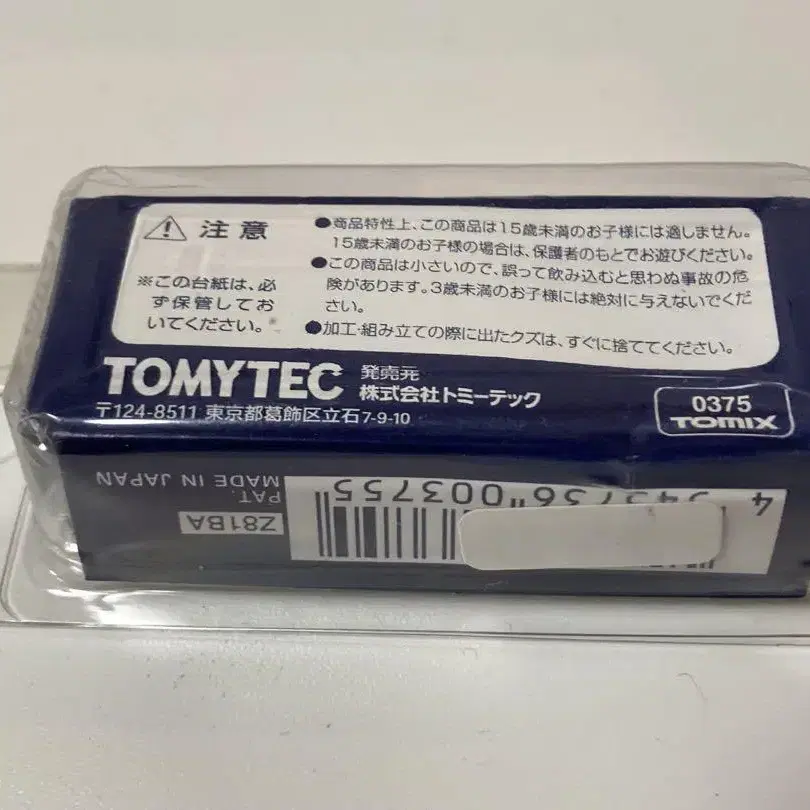 注意
※この台紙は、必
ず保管してお
いてください。
●商品特性上、この商品は15歳未満のお子様には適しません。
15歳未満のお子様の場合は、保護者のもとでお遊びください。
●この商品は小さいので、誤って飲み込むと思わぬ事故の危
険があります。3歳未満のお子様には絶対に与えないでくだ
さい。
●加工・組み立ての際に出たクズは、すぐに捨ててください。
TOMYTEC 発売元
株式会社トミーテック
〒124-8511 東京都葛飾区立石7-9-10
0375
TOMIX
Z81BA
PAT.
MADE IN JAPAN
4 543736 003755